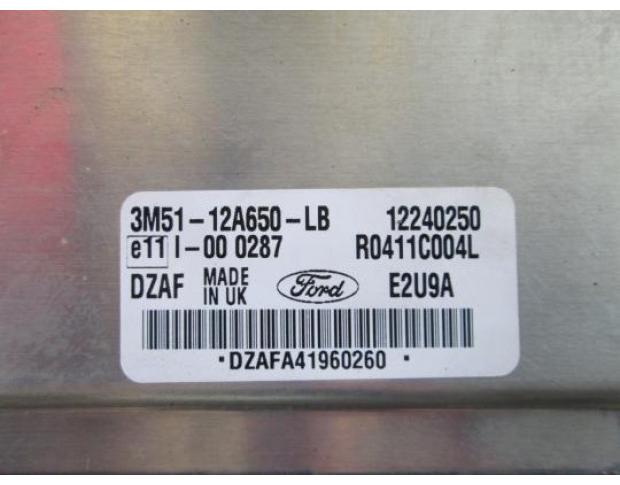 3M51-12A650-LB 12240250
e11 I-00 0287 R0411C004L
DZAF MADE IN UK Ford E2U9A
·DZAFA41960260 ·